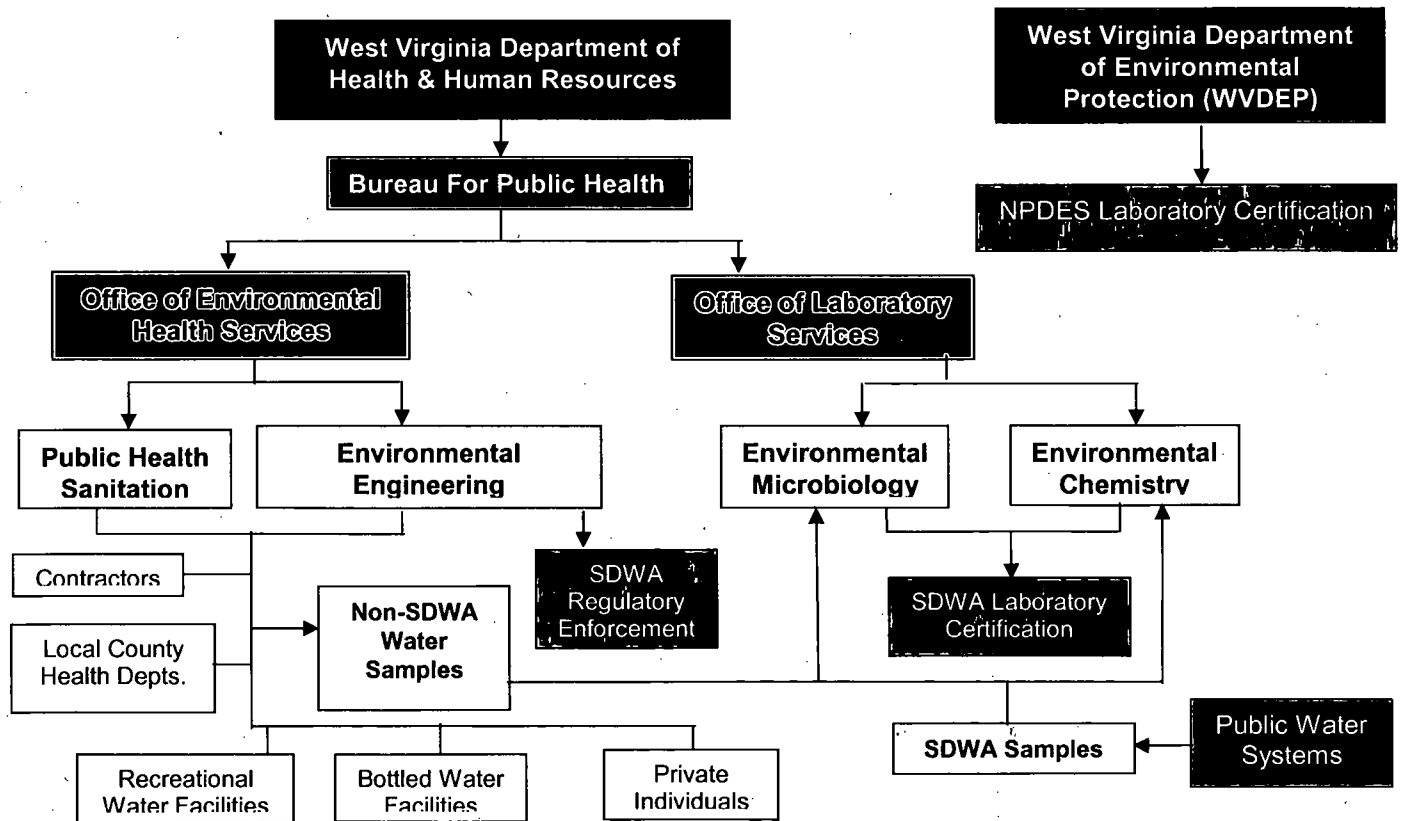 West Virginia Department of
Health & Human Resources
West Virginia Department
of Environmental
Protection (WVDEP)
Bureau For Public Health
NPDES Laboratory Certification
Office of Environmental
Health Services
Office of Laboratory
Services
Public Health
Sanitation
Environmental
Engineering
Environmental
Microbiology
Environmental
Chemistry
Contractors
Local County
Health Depts.
Non-SDWA
Water
Samples
SDWA
Regulatory
Enforcement
SDWA Laboratory
Certification
Recreational
Water Facilities
Bottled Water
Facilities
Private
Individuals
SDWA Samples
Public Water
Systems